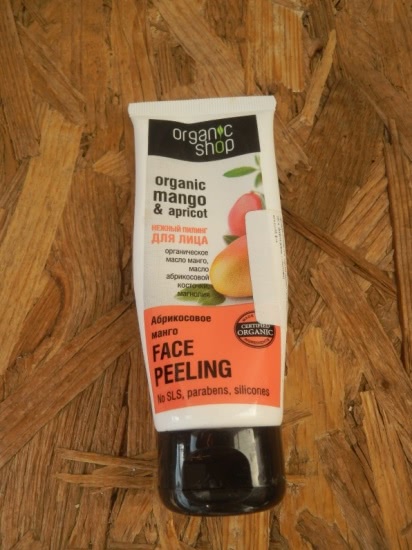 organic
shop
organic
mango
& apricot
НЕЖНЫЙ ПИЛИНГ
ДЛЯ ЛИЦА
органическое
масло манго,
масло
абрикосовой
косточки,
магнолия
Абрикосовое
манго
FACE
PEELING
CERTIFIED
ORGANIC
No SLS, parabens, silicones